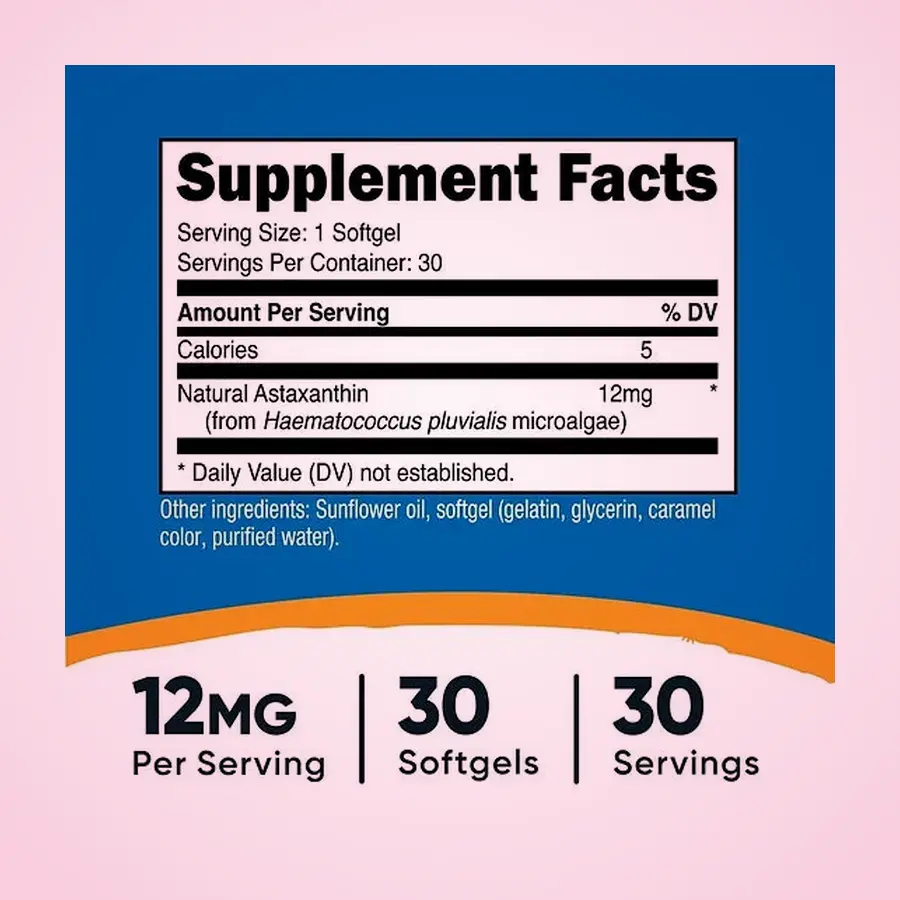 Supplement Facts
Serving Size: 1 Softgel
Servings Per Container: 30
Amount Per Serving % DV
Calories 5
Natural Astaxanthin 12mg *
(from Haematococcus pluvialis microalgae)
* Daily Value (DV) not established.
Other ingredients: Sunflower oil, softgel (gelatin, glycerin, caramel
color, purified water).
12MG 30 30
Per Serving Softgels Servings